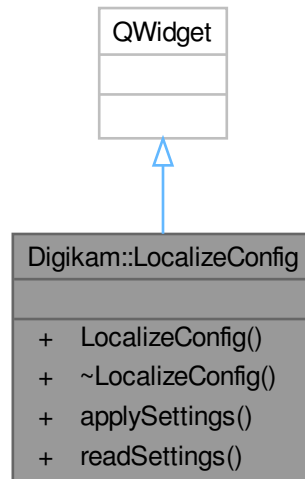 QWidget
Digikam::LocalizeConfig
+ LocalizeConfig()
+ ~LocalizeConfig()
+ applySettings()
+ readSettings()